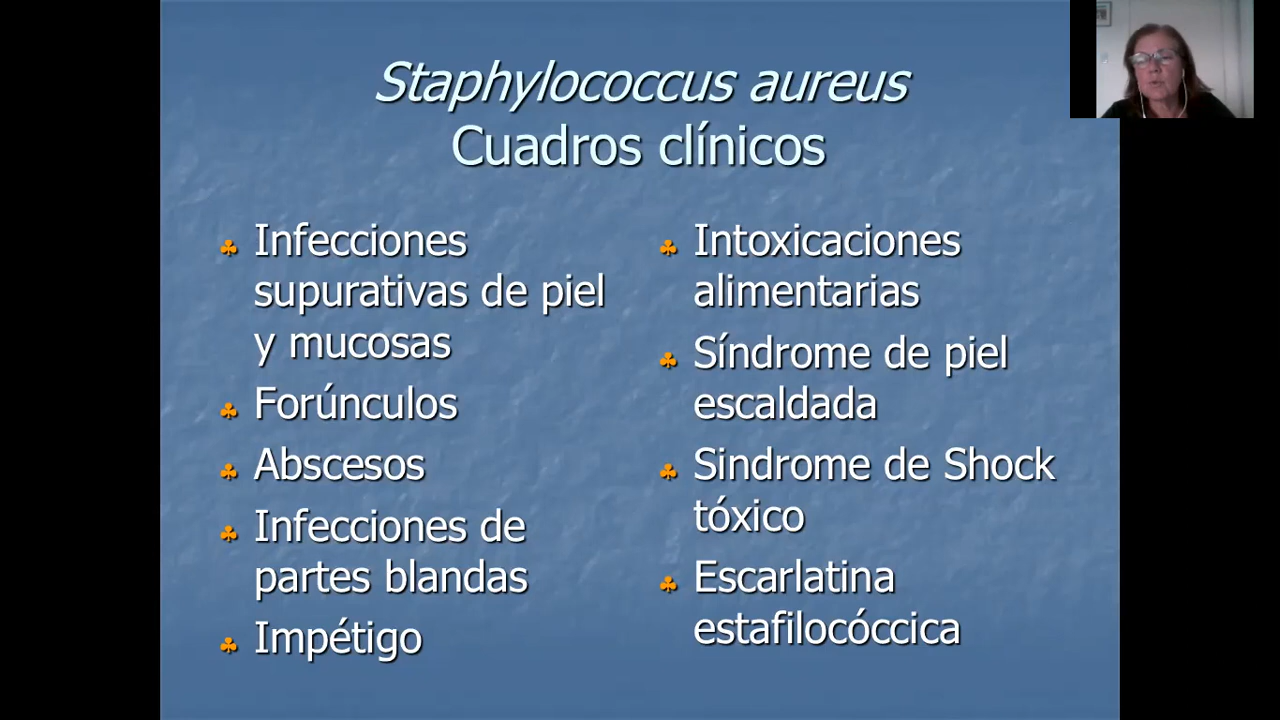 Staphylococcus aureus
Cuadros clínicos
Infecciones
supurativas de piel
y mucosas
Forúnculos
Abscesos
Infecciones de
partes blandas
Impétigo
Intoxicaciones
alimentarias
Síndrome de piel
escaldada
Sindrome de Shock
tóxico
Escarlatina
estafilocóccica